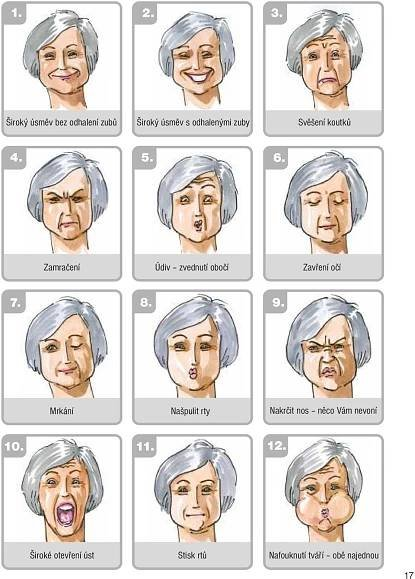 1.
Široký úsměv bez odhalení zubů
2.
Široký úsměv s odhalenými zuby
3.
Svěšení koutků
4.
Zamračení
5.
Údiv – zvednutí obočí
6.
Zavření očí
7.
Mrkání
8.
Našpulit rty
9.
Nakrčit nos – něco Vám nevoní
10.
Široké otevření úst
11.
Stisk rtů
12.
Nafouknutí tváří – obě najednou
17